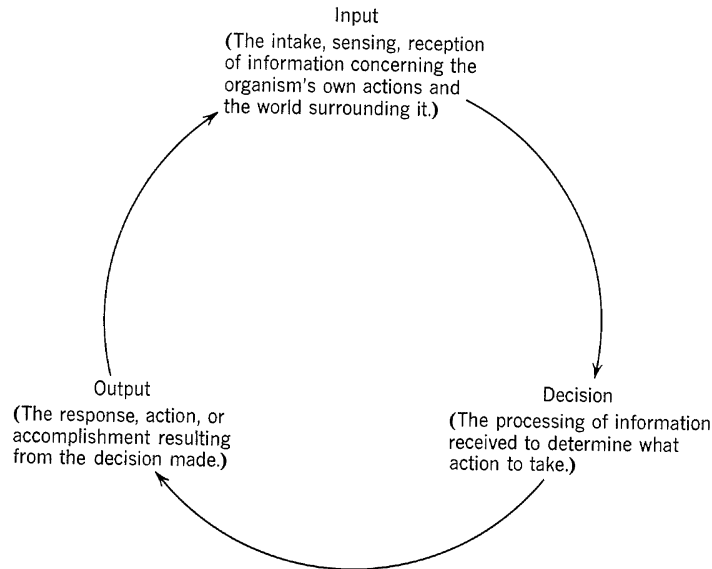 Input
(The intake, sensing, reception
of information concerning the
organism's own actions and
the world surrounding it.)
Output
(The response, action, or
accomplishment resulting
from the decision made.)
Decision
(The processing of information
received to determine what
action to take.)